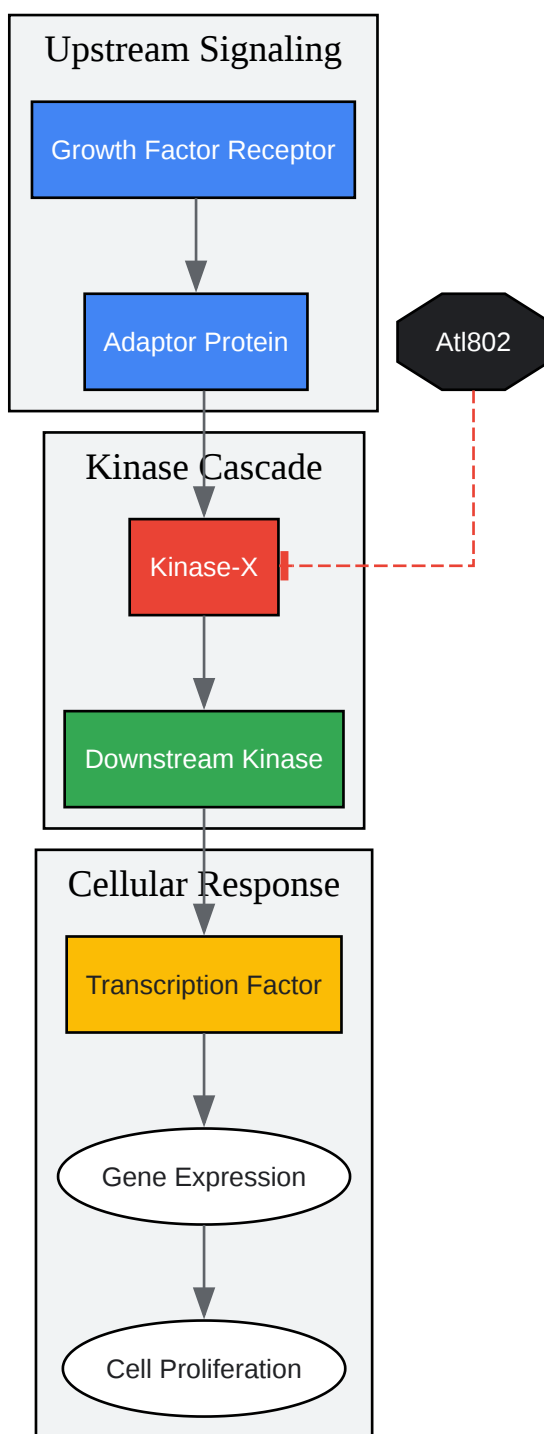 Upstream Signaling
Growth Factor Receptor
Adaptor Protein
Atl802
Kinase Cascade
Kinase-X
Downstream Kinase
Cellular Response
Transcription Factor
Gene Expression
Cell Proliferation